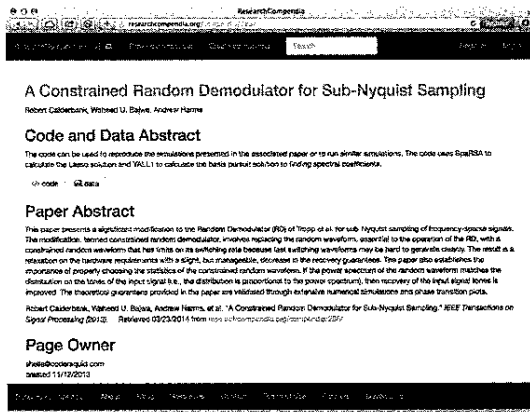 ResearchCompendia
researchcompendia.org
Search
A Constrained Random Demodulator for Sub-Nyquist Sampling
Robert Calderbank, Waheed U. Bajwa, Andrew Harms
Code and Data Abstract
The code can be used to reproduce the simulations presented in the associated paper or to run similar simulations. The code uses SpaRSA to
calculate the Lasso solution and YALL1 to calculate the basis pursuit solution to finding spectral coefficients.
code data
Paper Abstract
This paper presents a significant modification to the Random Demodulator (RD) of Tropp et al. for sub-Nyquist sampling of frequency-sparse signals.
The modification, termed constrained random demodulator, involves replacing the random waveform, essential to the operation of the RD, with a
constrained random waveform that has limits on its switching rate because fast switching waveforms may be hard to generate cleanly. The result is a
relaxation on the hardware requirements with a slight, but manageable, decrease in the recovery guarantees. The paper also establishes the
importance of properly choosing the statistics of the constrained random waveform. If the power spectrum of the random waveform matches the
distribution on the tones of the input signal (i.e., the distribution is proportional to the power spectrum), then recovery of the input signal tones is
improved. The theoretical guarantees provided in the paper are validated through extensive numerical simulations and phase transition plots.
Robert Calderbank, Waheed U. Bajwa, Andrew Harms, et al. "A Constrained Random Demodulator for Sub-Nyquist Sampling." IEEE Transactions on
Signal Processing (2013). Retrieved 03/23/2014 from
Page Owner
sheila@codersquid.com
created 11/12/2013